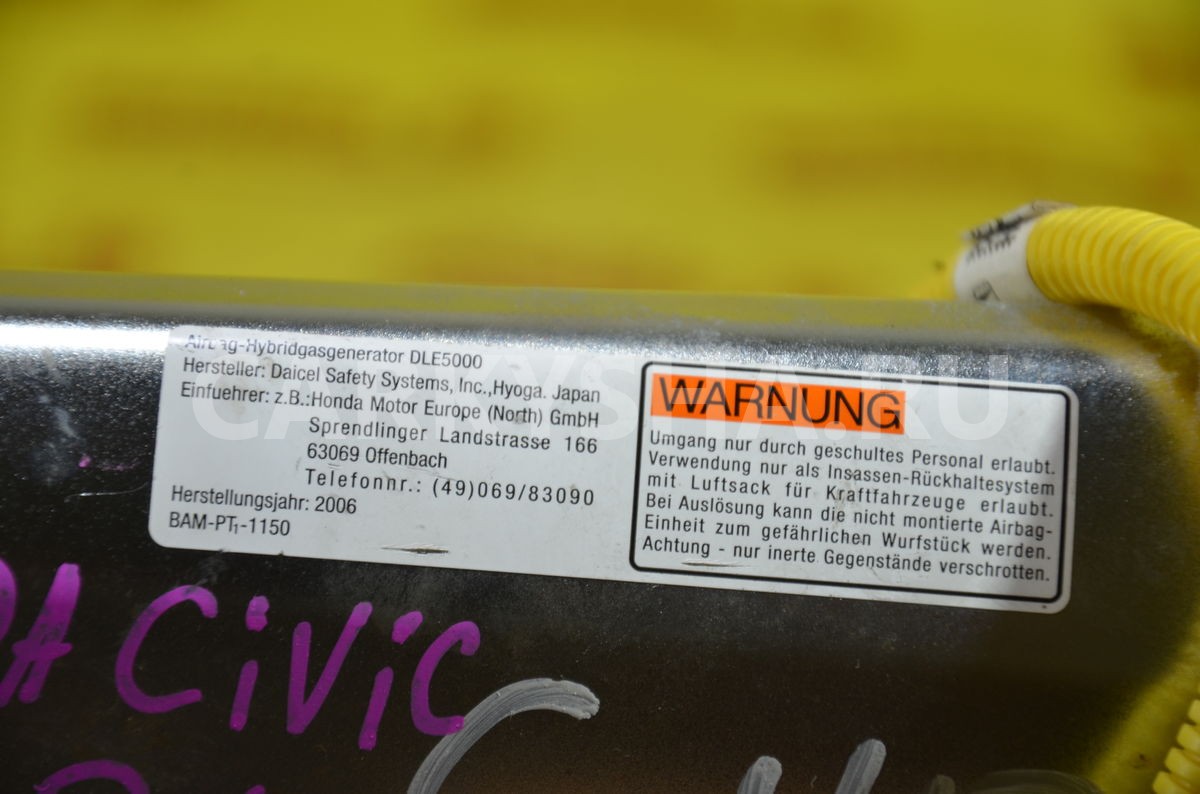 Airbag-Hybridgasgenerator DLE5000
Hersteller: Daicel Safety Systems, Inc.,Hyoga. Japan
Einfuehrer: z.B.:Honda Motor Europe (North) GmbH
Sprendlinger Landstrasse 166
63069 Offenbach
Telefonnr.: (49)069/83090
Herstellungsjahr: 2006
BAM-PT₁-1150
WARNUNG
Umgang nur durch geschultes Personal erlaubt.
Verwendung nur als Insassen-Rückhaltesystem
mit Luftsack für Kraftfahrzeuge erlaubt.
Bei Auslösung kann die nicht montierte Airbag-
Einheit zum gefährlichen Wurfstück werden.
Achtung - nur inerte Gegenstände verschrotten.
DA CiViC